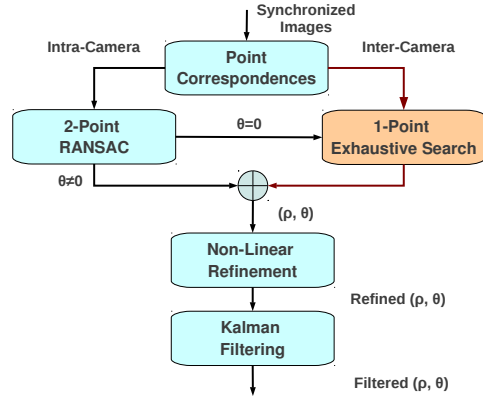 Synchronized
Images
Intra-Camera
Inter-Camera
Point
Correspondences
2-Point
RANSAC
θ=0
1-Point
Exhaustive Search
θ≠0
(ρ, θ)
Non-Linear
Refinement
Refined (ρ, θ)
Kalman
Filtering
Filtered (ρ, θ)